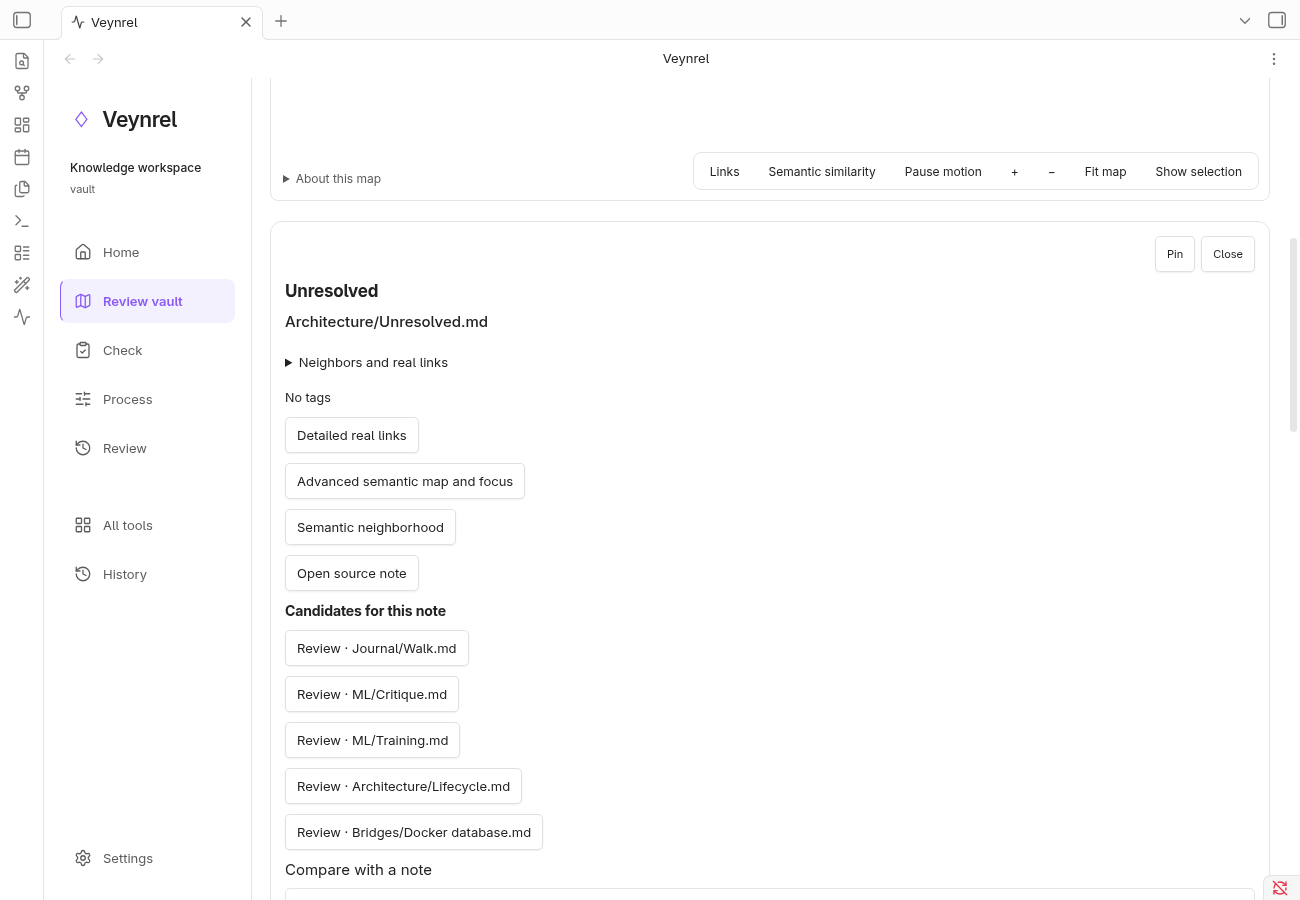 Veynrel
Veynrel
Veynrel
Knowledge workspace
vault
Home
Review vault
Check
Process
Review
All tools
History
Settings
About this map
Links
Semantic similarity
Pause motion
+
−
Fit map
Show selection
Pin
Close
Unresolved
Architecture/Unresolved.md
Neighbors and real links
No tags
Detailed real links
Advanced semantic map and focus
Semantic neighborhood
Open source note
Candidates for this note
Review · Journal/Walk.md
Review · ML/Critique.md
Review · ML/Training.md
Review · Architecture/Lifecycle.md
Review · Bridges/Docker database.md
Compare with a note